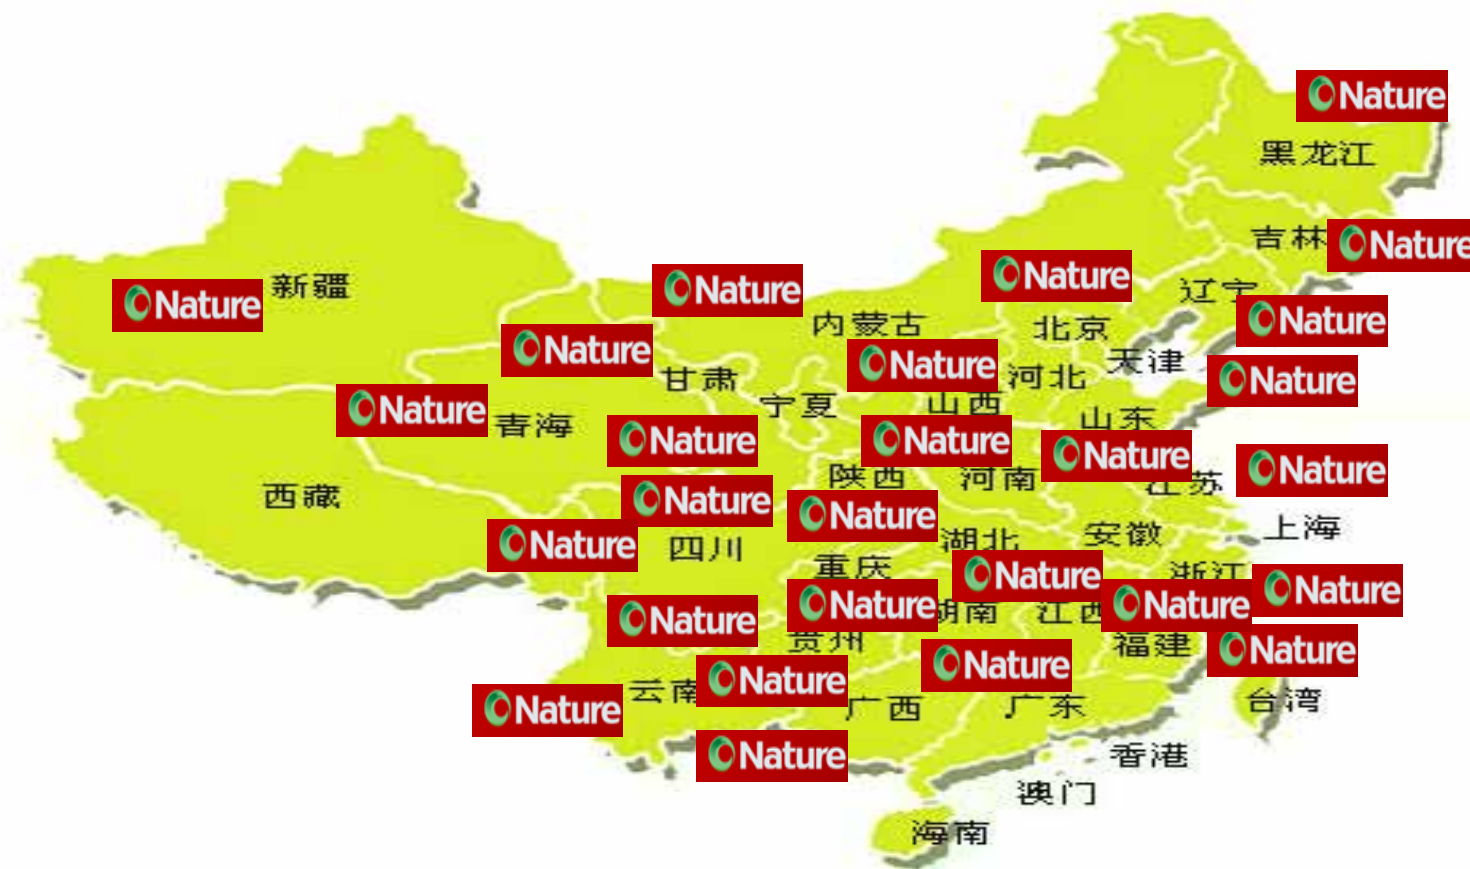 Nature
黑龙江
吉林
Nature
Nature
新疆
Nature
Nature
辽宁
Nature
内蒙古
北京
Nature
Nature
河北
天津
甘肃
Nature
Nature
青海
宁夏
山西
山东
Nature
Nature
Nature
Nature
陕西
河南
江苏
西藏
Nature
Nature
上海
安徽
湖北
Nature
四川
重庆
浙江
Nature
Nature
Nature
湖南
江西
Nature
Nature
贵州
福建
Nature
Nature
Nature
云南
台湾
Nature
广西
广东
Nature
香港
澳门
海南